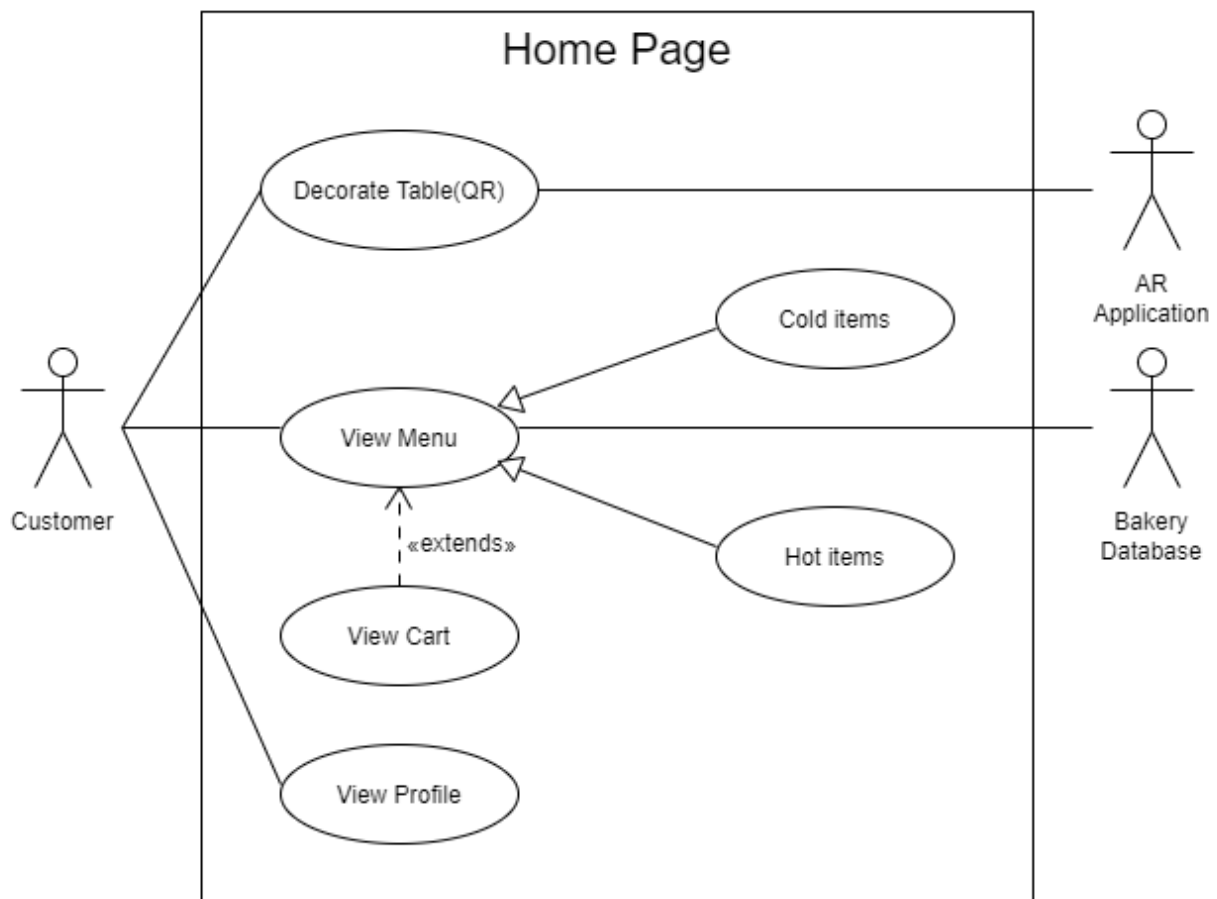 Home Page
Decorate Table(QR)
AR
Application
Cold items
Customer
View Menu
Bakery
Database
«extends»
Hot items
View Cart
View Profile